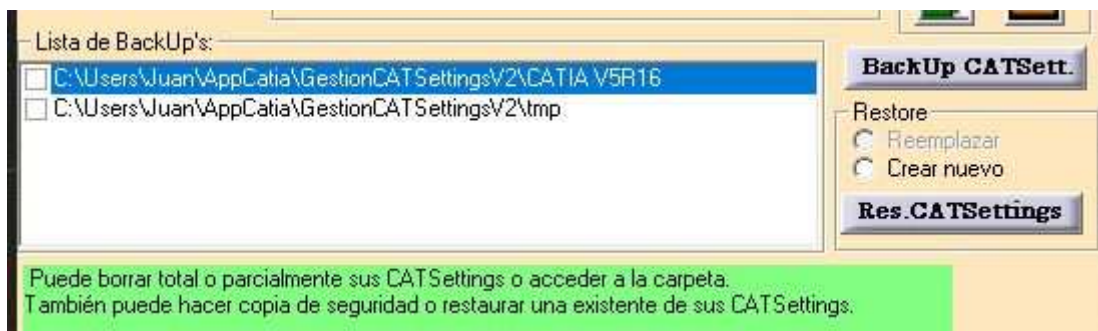 Lista de BackUp's:
C:\Users\Juan\AppCatia\GestionCATSettingsV2\CATIA V5R16
C:\Users\Juan\AppCatia\GestionCATSettingsV2\tmp
BackUp CATSett.
Restore
Reemplazar
Crear nuevo
Res.CATSettings
Puede borrar total o parcialmente sus CATSettings o acceder a la carpeta.
También puede hacer copia de seguridad o restaurar una existente de sus CATSettings.